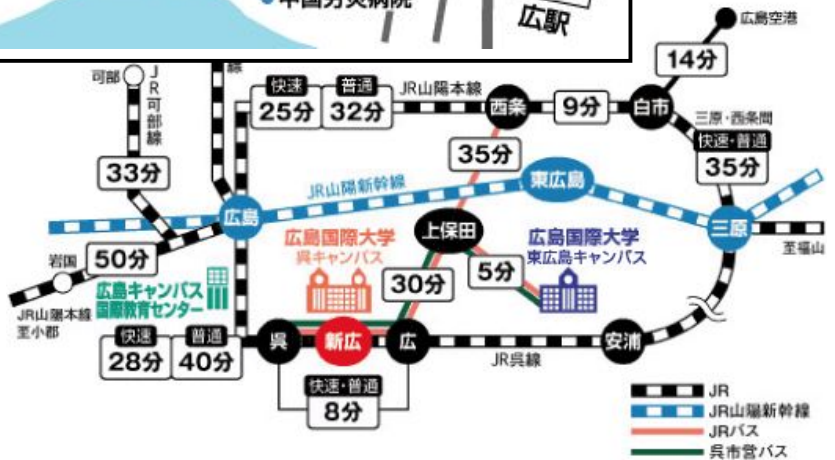 中国労災病院
広駅
広島空港
14分
可部
JR可部線
線
快速
普通
25分
32分
JR山陽本線
西条
9分
白市
三原・西条間
快速・普通
35分
33分
35分
JR山陽新幹線
東広島
広島
三原
至福山
上保田
広島国際大学
呉キャンパス
広島国際大学
東広島キャンパス
岩国
50分
30分
5分
広島キャンパス
国際教育センター
JR山陽本線
至小郡
快速
普通
28分
40分
呉
新広
広
JR呉線
安浦
快速・普通
8分
JR
JR山陽新幹線
JRバス
呉市営バス